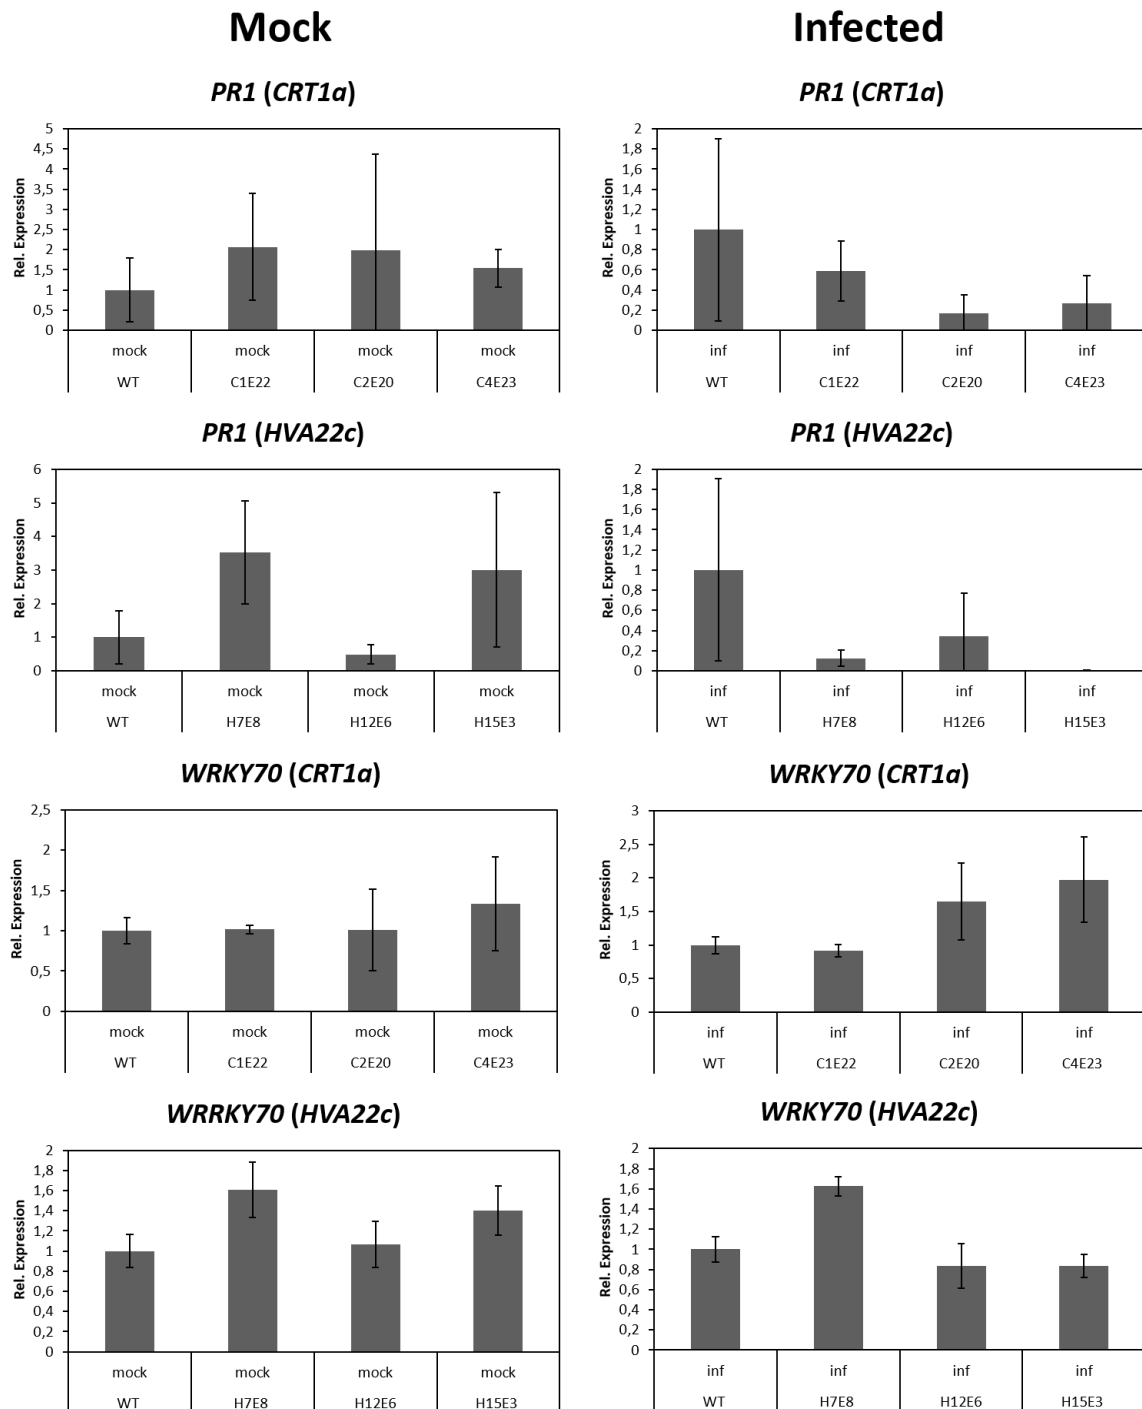 Mock
Infected
PR1 (CRT1a)
PR1 (CRT1a)
Rel. Expression
5
4,5
4
3,5
3
2,5
2
1,5
1
0,5
0
mock mock mock mock
WT C1E22 C2E20 C4E23
Rel. Expression
2
1,8
1,6
1,4
1,2
1
0,8
0,6
0,4
0,2
0
inf inf inf inf
WT C1E22 C2E20 C4E23
PR1 (HVA22c)
PR1 (HVA22c)
Rel. Expression
6
5
4
3
2
1
0
mock mock mock mock
WT H7E8 H12E6 H15E3
Rel. Expression
2
1,8
1,6
1,4
1,2
1
0,8
0,6
0,4
0,2
0
inf inf inf inf
WT H7E8 H12E6 H15E3
WRKY70 (CRT1a)
WRKY70 (CRT1a)
Rel. Expression
2,5
2
1,5
1
0,5
0
mock mock mock mock
WT C1E22 C2E20 C4E23
Rel. Expression
3
2,5
2
1,5
1
0,5
0
inf inf inf inf
WT C1E22 C2E20 C4E23
WRRKY70 (HVA22c)
WRKY70 (HVA22c)
Rel. Expression
2
1,8
1,6
1,4
1,2
1
0,8
0,6
0,4
0,2
0
mock mock mock mock
WT H7E8 H12E6 H15E3
Rel. Expression
2
1,8
1,6
1,4
1,2
1
0,8
0,6
0,4
0,2
0
inf inf inf inf
WT H7E8 H12E6 H15E3